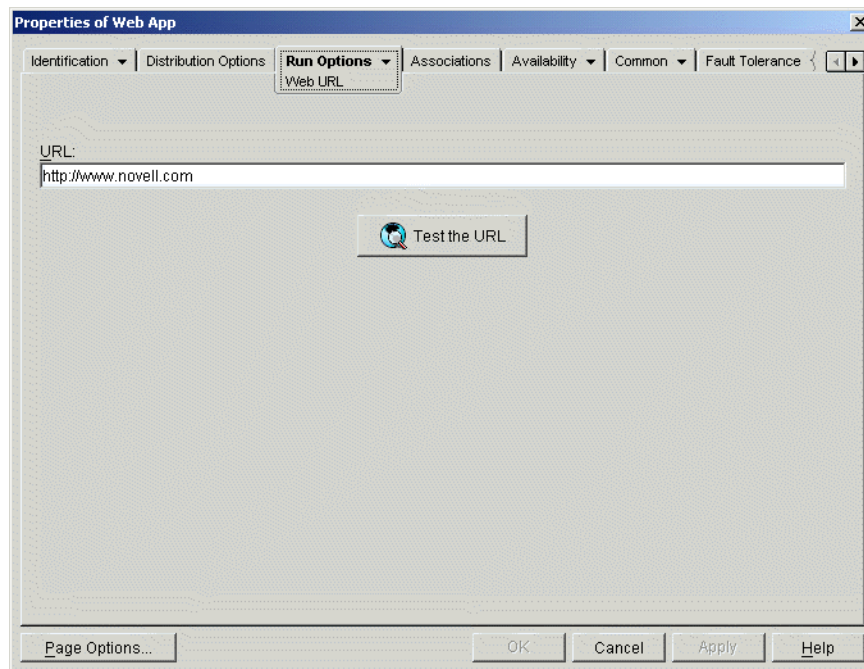 Properties of Web App
Identification Distribution Options Run Options Associations Availability Common Fault Tolerance
Web URL
URL:
http://www.novell.com
Test the URL
Page Options... OK Cancel Apply Help